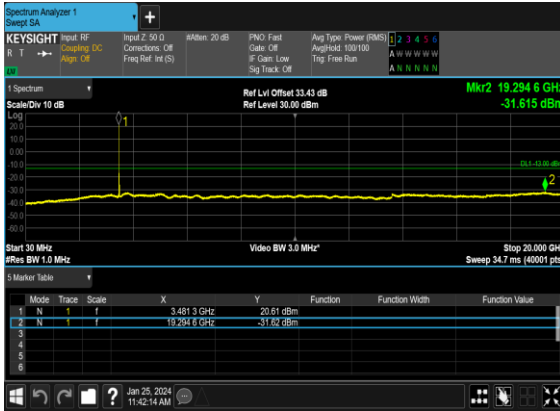 Spectrum Analyzer 1
Swept SA
+
KEYSIGHT Input: RF Input Z: 50 Ω #Atten: 20 dB PNO: Fast Avg Type: Power (RMS) 1 2 3 4 5 6
R T Coupling: DC Corrections: Off Gate: Off Avg|Hold: 100/100 A W W W W W
Align: Off Freq Ref: Int (S) IF Gain: Low Trig: Free Run
Sig Track: Off A N N N N N
1 Spectrum Ref Lvl Offset 33.43 dB Mkr2 19.294 6 GHz
Scale/Div 10 dB Ref Level 30.00 dBm -31.615 dBm
Log
20.0
10.0
0.00
-10.0
-20.0
-30.0
-40.0
-50.0
-60.0
1
DL1 -13.00 dBm
2
Start 30 MHz Video BW 3.0 MHz* Stop 20.000 GHz
#Res BW 1.0 MHz Sweep 34.7 ms (40001 pts)
5 Marker Table
Mode Trace Scale X Y Function Function Width Function Value
1 N 1 f 3.481 3 GHz 20.61 dBm
2 N 1 f 19.294 6 GHz -31.62 dBm
3
4
5
6
? Jan 25, 2024
11:42:14 AM